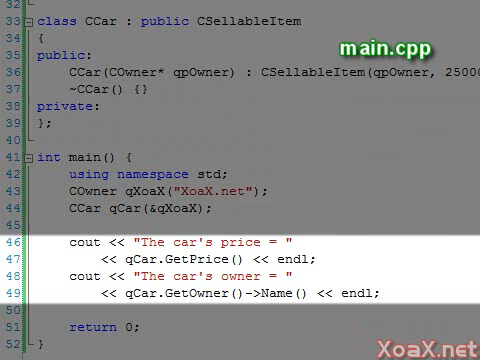 32
33 class CCar : public CSellableItem
34 {
main.cpp
35 public:
36 CCar(COwner* qpOwner) : CSellableItem(qpOwner, 25000
37 ~CCar() {}
38 private:
39 };
40
41 int main() {
42 using namespace std;
43 COwner qXoaX("XoaX.net");
44 CCar qCar(&qXoaX);
45
46 cout << "The car's price = "
47 << qCar.GetPrice() << endl;
48 cout << "The car's owner = "
49 << qCar.GetOwner()->Name() << endl;
50
51 return 0;
52 }
XoaX.net